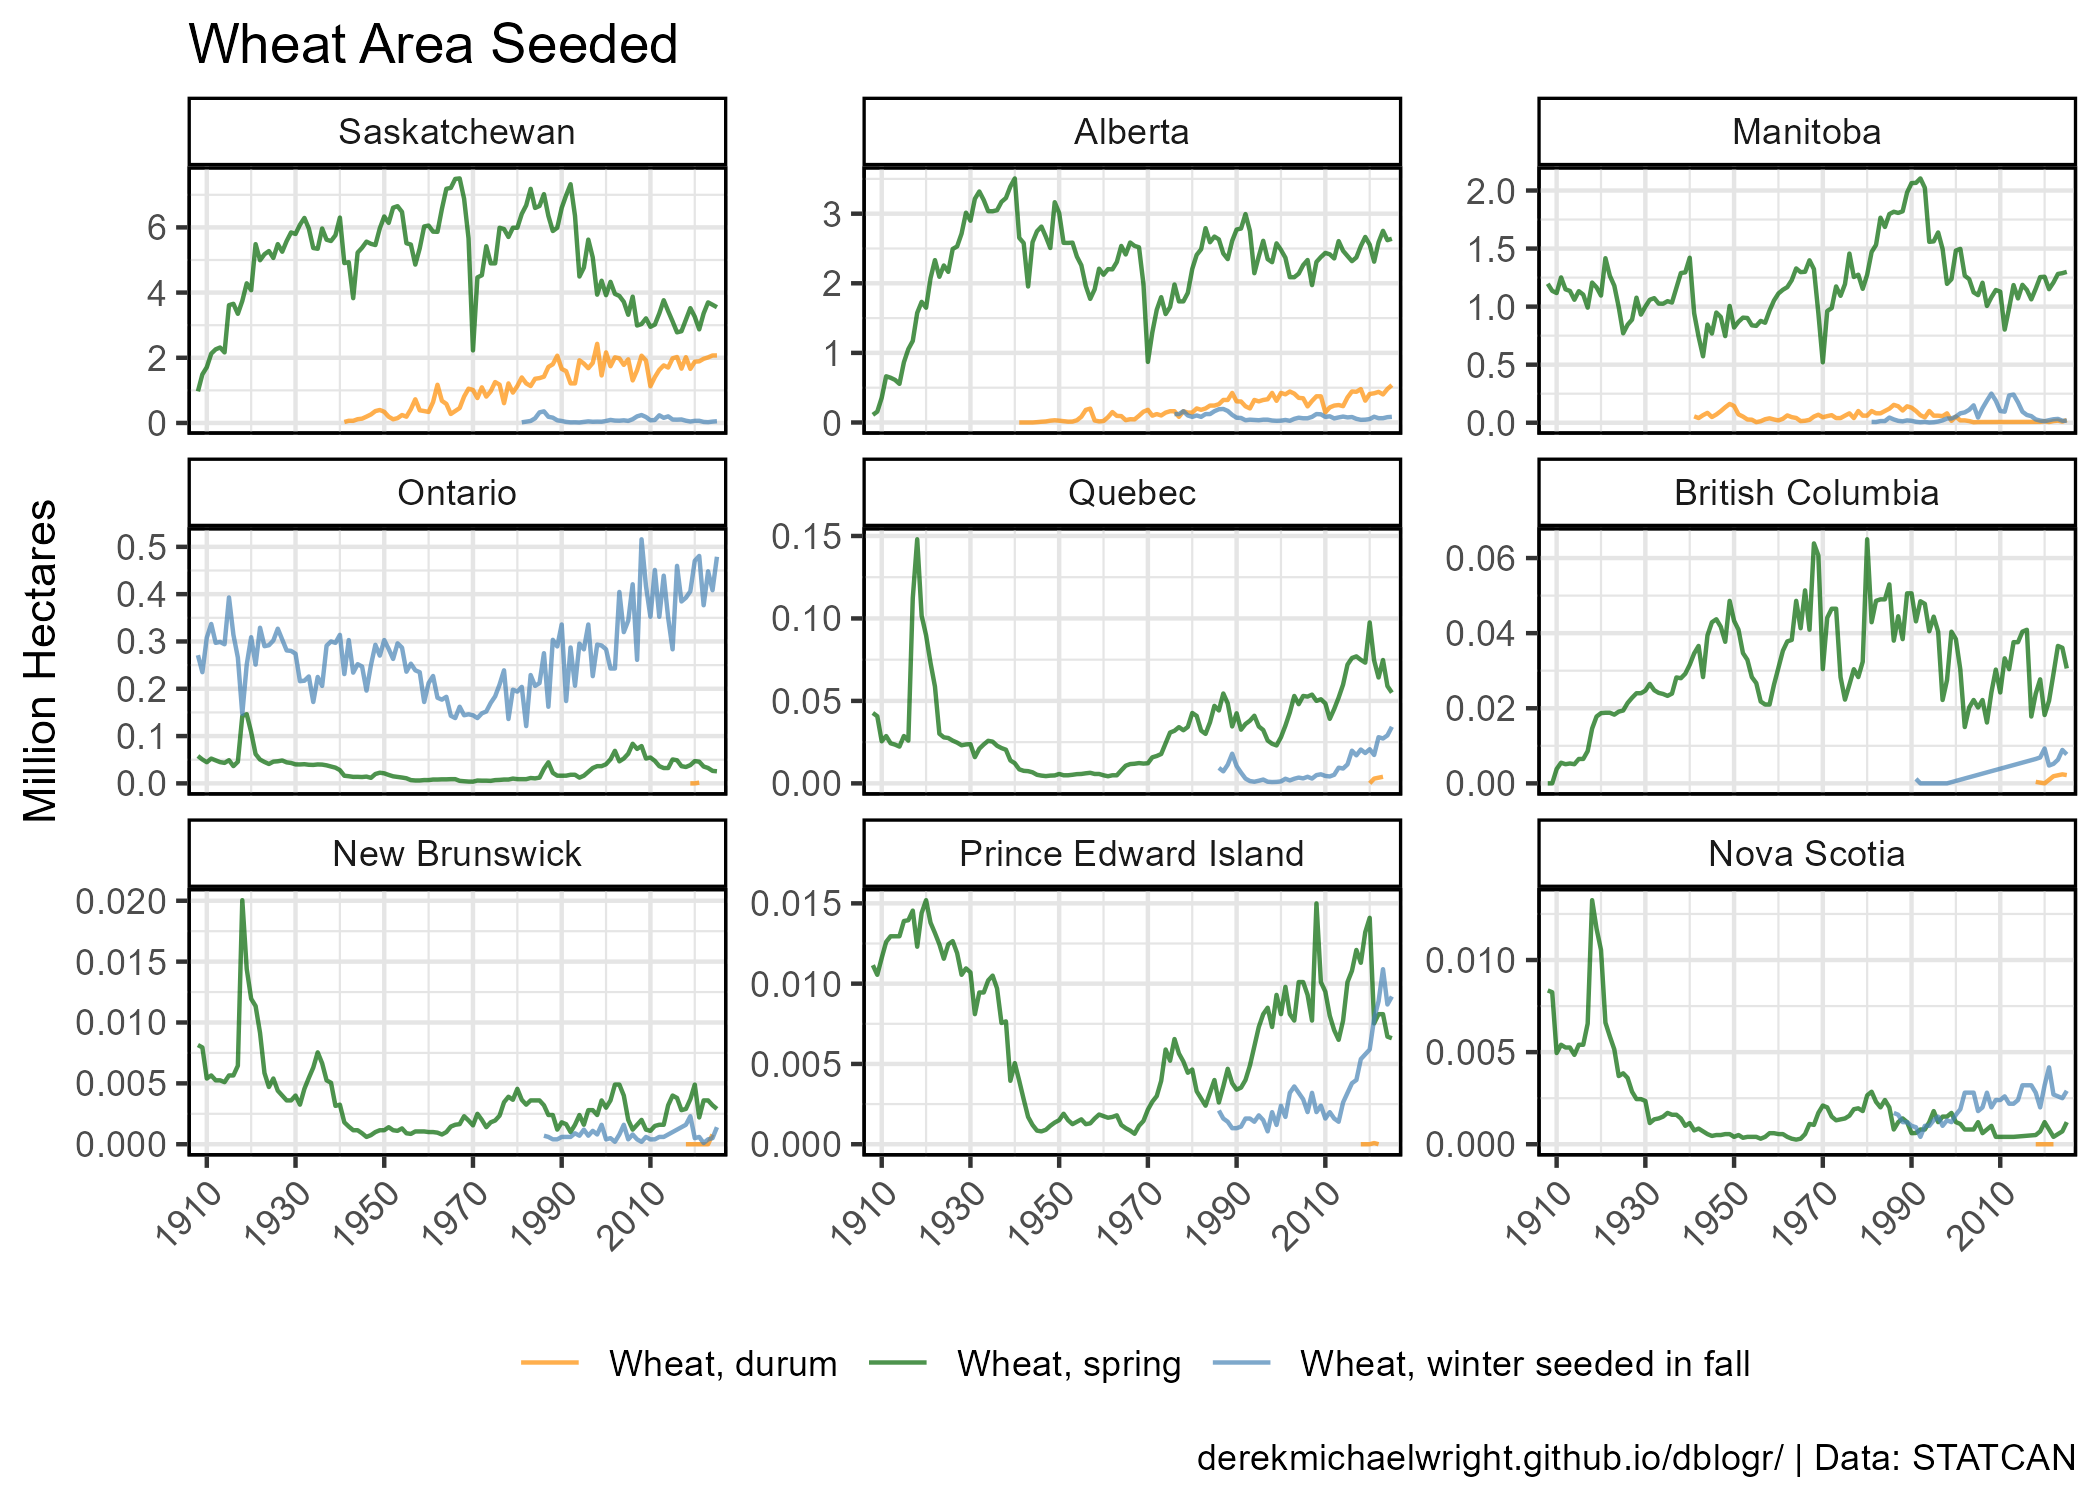 Wheat Area Seeded
Saskatchewan
Alberta
Manitoba
6
4
2
0
3
2
1
0
2.0
1.5
1.0
0.5
0.0
Million Hectares
Ontario
Quebec
British Columbia
0.5
0.4
0.3
0.2
0.1
0.0
0.15
0.10
0.05
0.00
0.06
0.04
0.02
0.00
New Brunswick
Prince Edward Island
Nova Scotia
0.020
0.015
0.010
0.005
0.000
0.015
0.010
0.005
0.000
0.010
0.005
0.000
1910 1930 1950 1970 1990 2010
1910 1930 1950 1970 1990 2010
1910 1930 1950 1970 1990 2010
Wheat, durum Wheat, spring Wheat, winter seeded in fall
derekmichaelwright.github.io/dblogr/ | Data: STATCAN